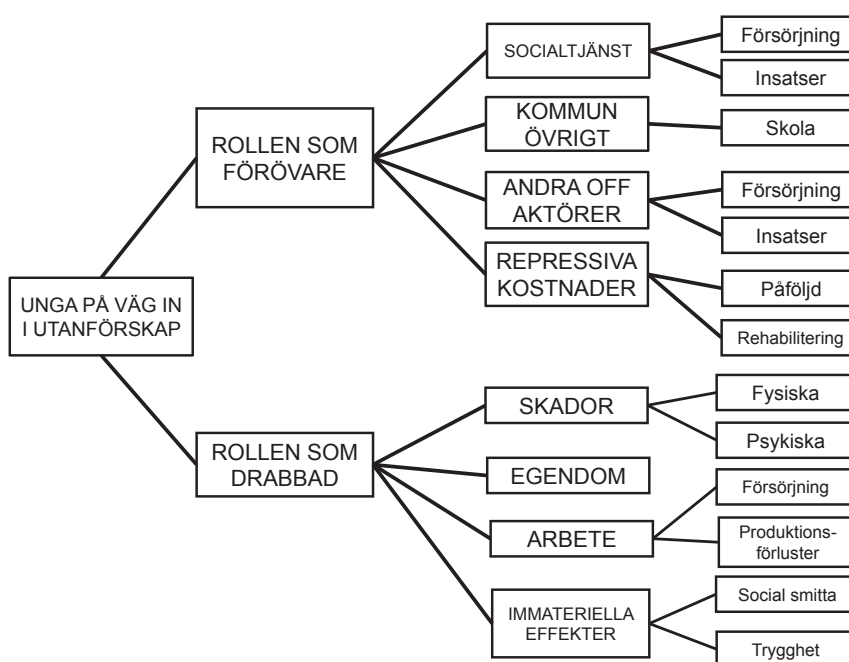 UNGA PÅ VÄG IN
I UTANFÖRSKAP
ROLLEN SOM
FÖRÖVARE
SOCIALTJÄNST
Försörjning
Insatser
KOMMUN
ÖVRIGT
Skola
ANDRA OFF
AKTÖRER
Försörjning
Insatser
REPRESSIVA
KOSTNADER
Påföljd
Rehabilitering
ROLLEN SOM
DRABBAD
SKADOR
Fysiska
Psykiska
EGENDOM
ARBETE
Försörjning
Produktions-
förluster
IMMATERIELLA
EFFEKTER
Social smitta
Trygghet